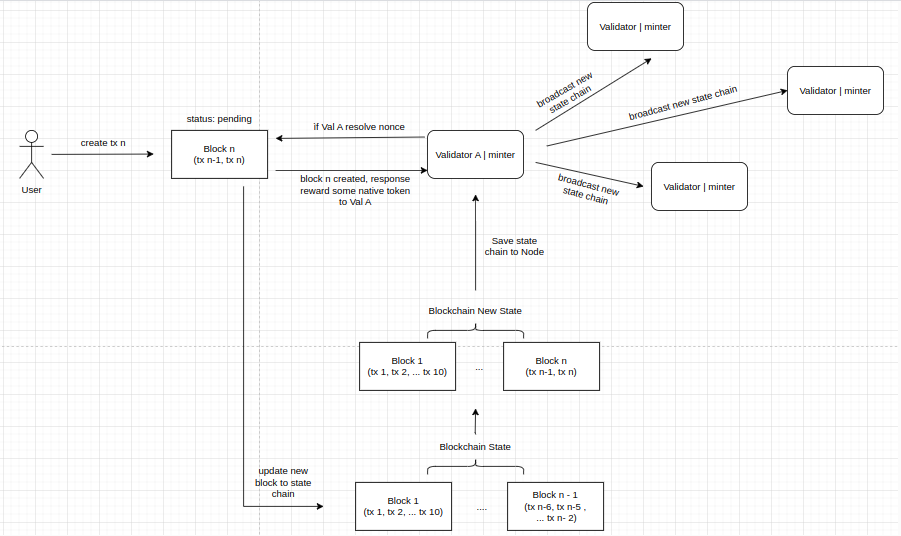 Validator | minter
broadcast new
state chain
broadcast new state chain
Validator | minter
status: pending
if Val A resolve nonce
create tx n
Block n
(tx n-1, tx n)
Validator A | minter
User
block n created, response
reward some native token
to Val A
broadcast new
state chain
Validator | minter
Save state
chain to Node
Blockchain New State
Block 1
(tx 1, tx 2, ... tx 10)
...
Block n
(tx n-1, tx n)
Blockchain State
update new
block to state
chain
Block 1
(tx 1, tx 2, ... tx 10)
....
Block n - 1
(tx n-6, tx n-5 ,
... tx n- 2)